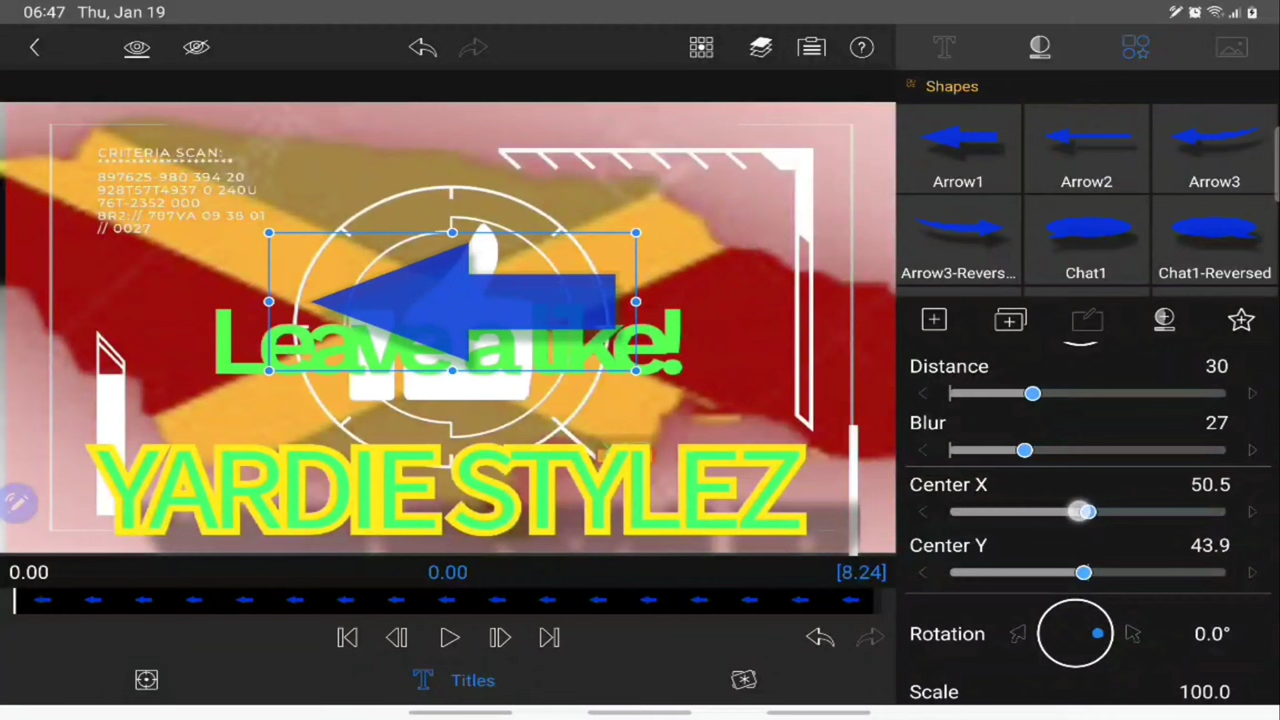 06:47 Thu, Jan 19
Shapes
CRITERIA SCAN:
897625-980 394 20
928T57T4937 0 240U
76T-2352 000
8R2:// 787VA 09 38 01
// 0027
Arrow1
Arrow2
Arrow3
Arrow3-Revers...
Chat1
Chat1-Reversed
Leave a like!
YARDIE STYLEZ
Distance 30
Blur 27
Center X 50.5
Center Y 43.9
Rotation 0.0°
Scale 100.0
0.00 0.00 [8.24]
Titles